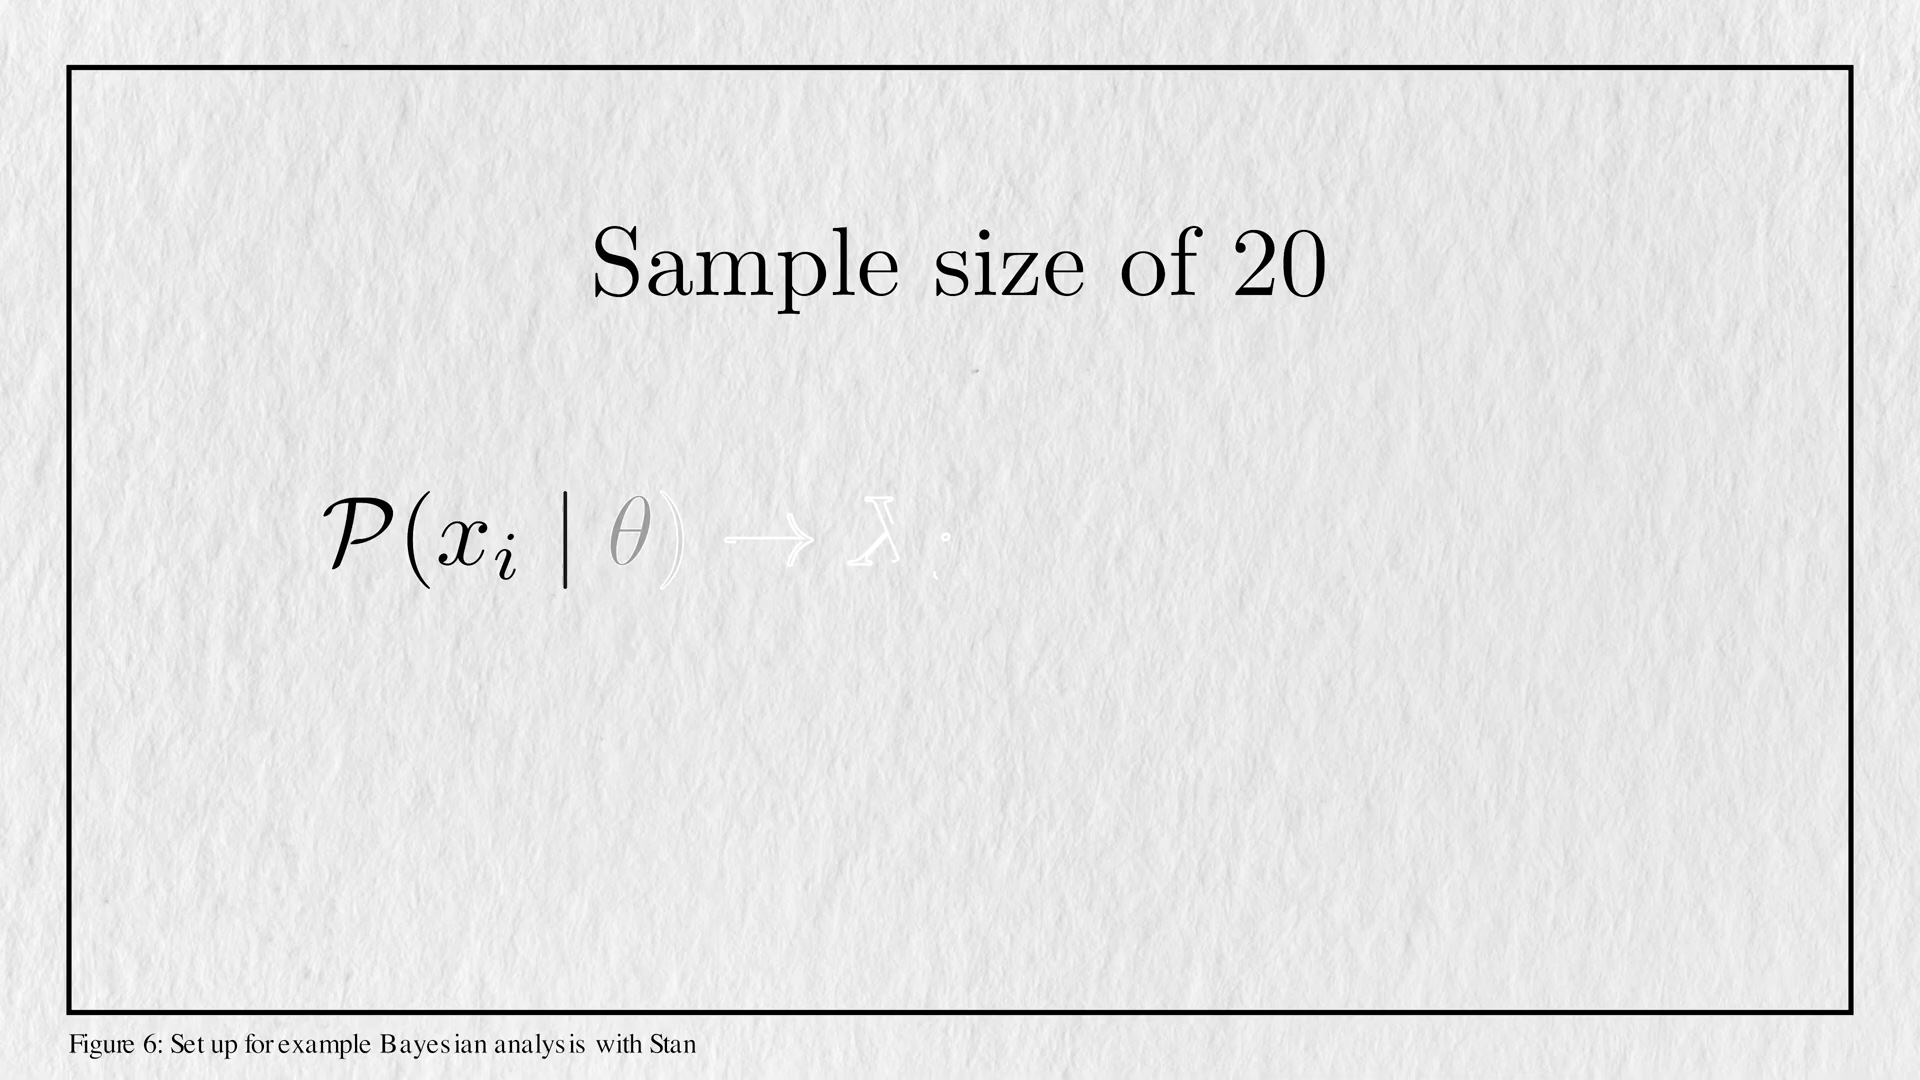 Sample size of 20
𝒫(xᵢ | θ) →
Figure 6: Set up for example Bayesian analysis with Stan